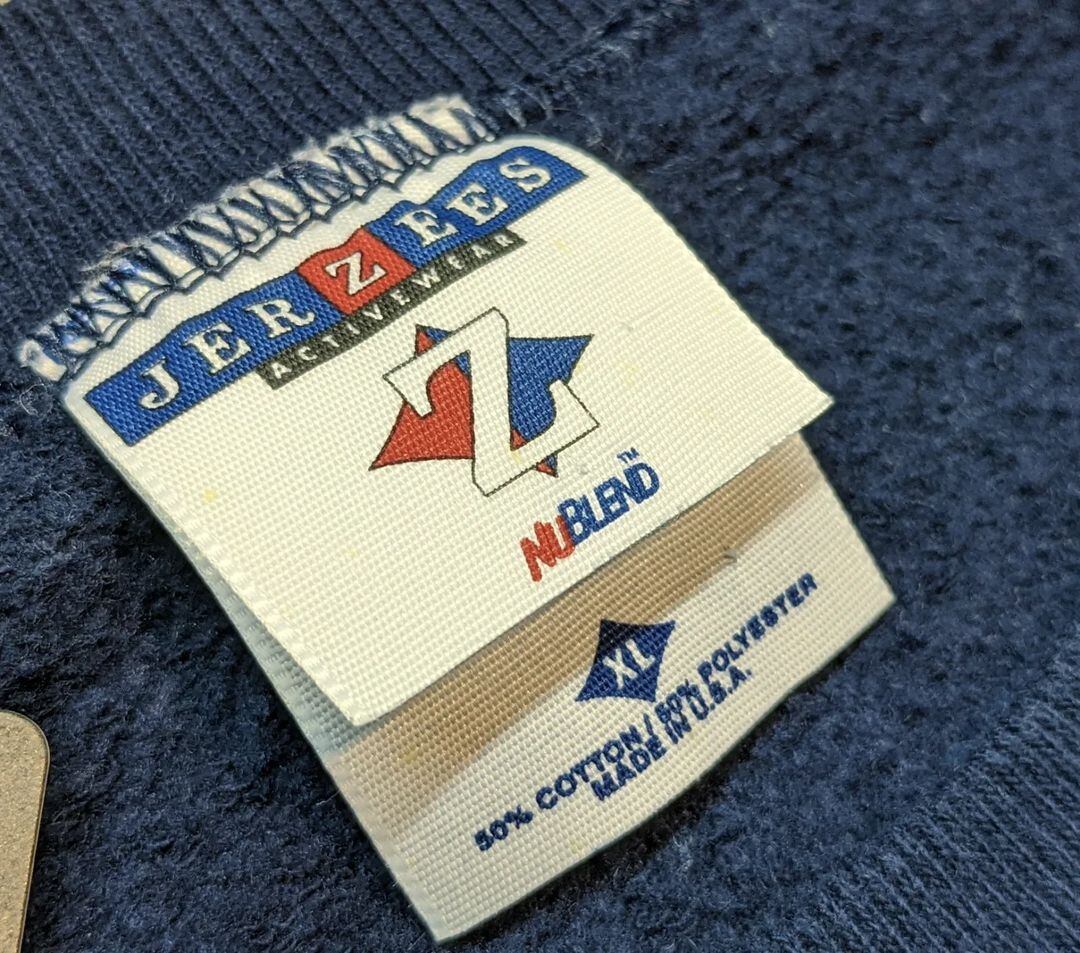 JERZEES
ACTIVEWEAR
Z
NUBLEND™
XL
50% COTTON / 50% POLYESTER
MADE IN U.S.A.